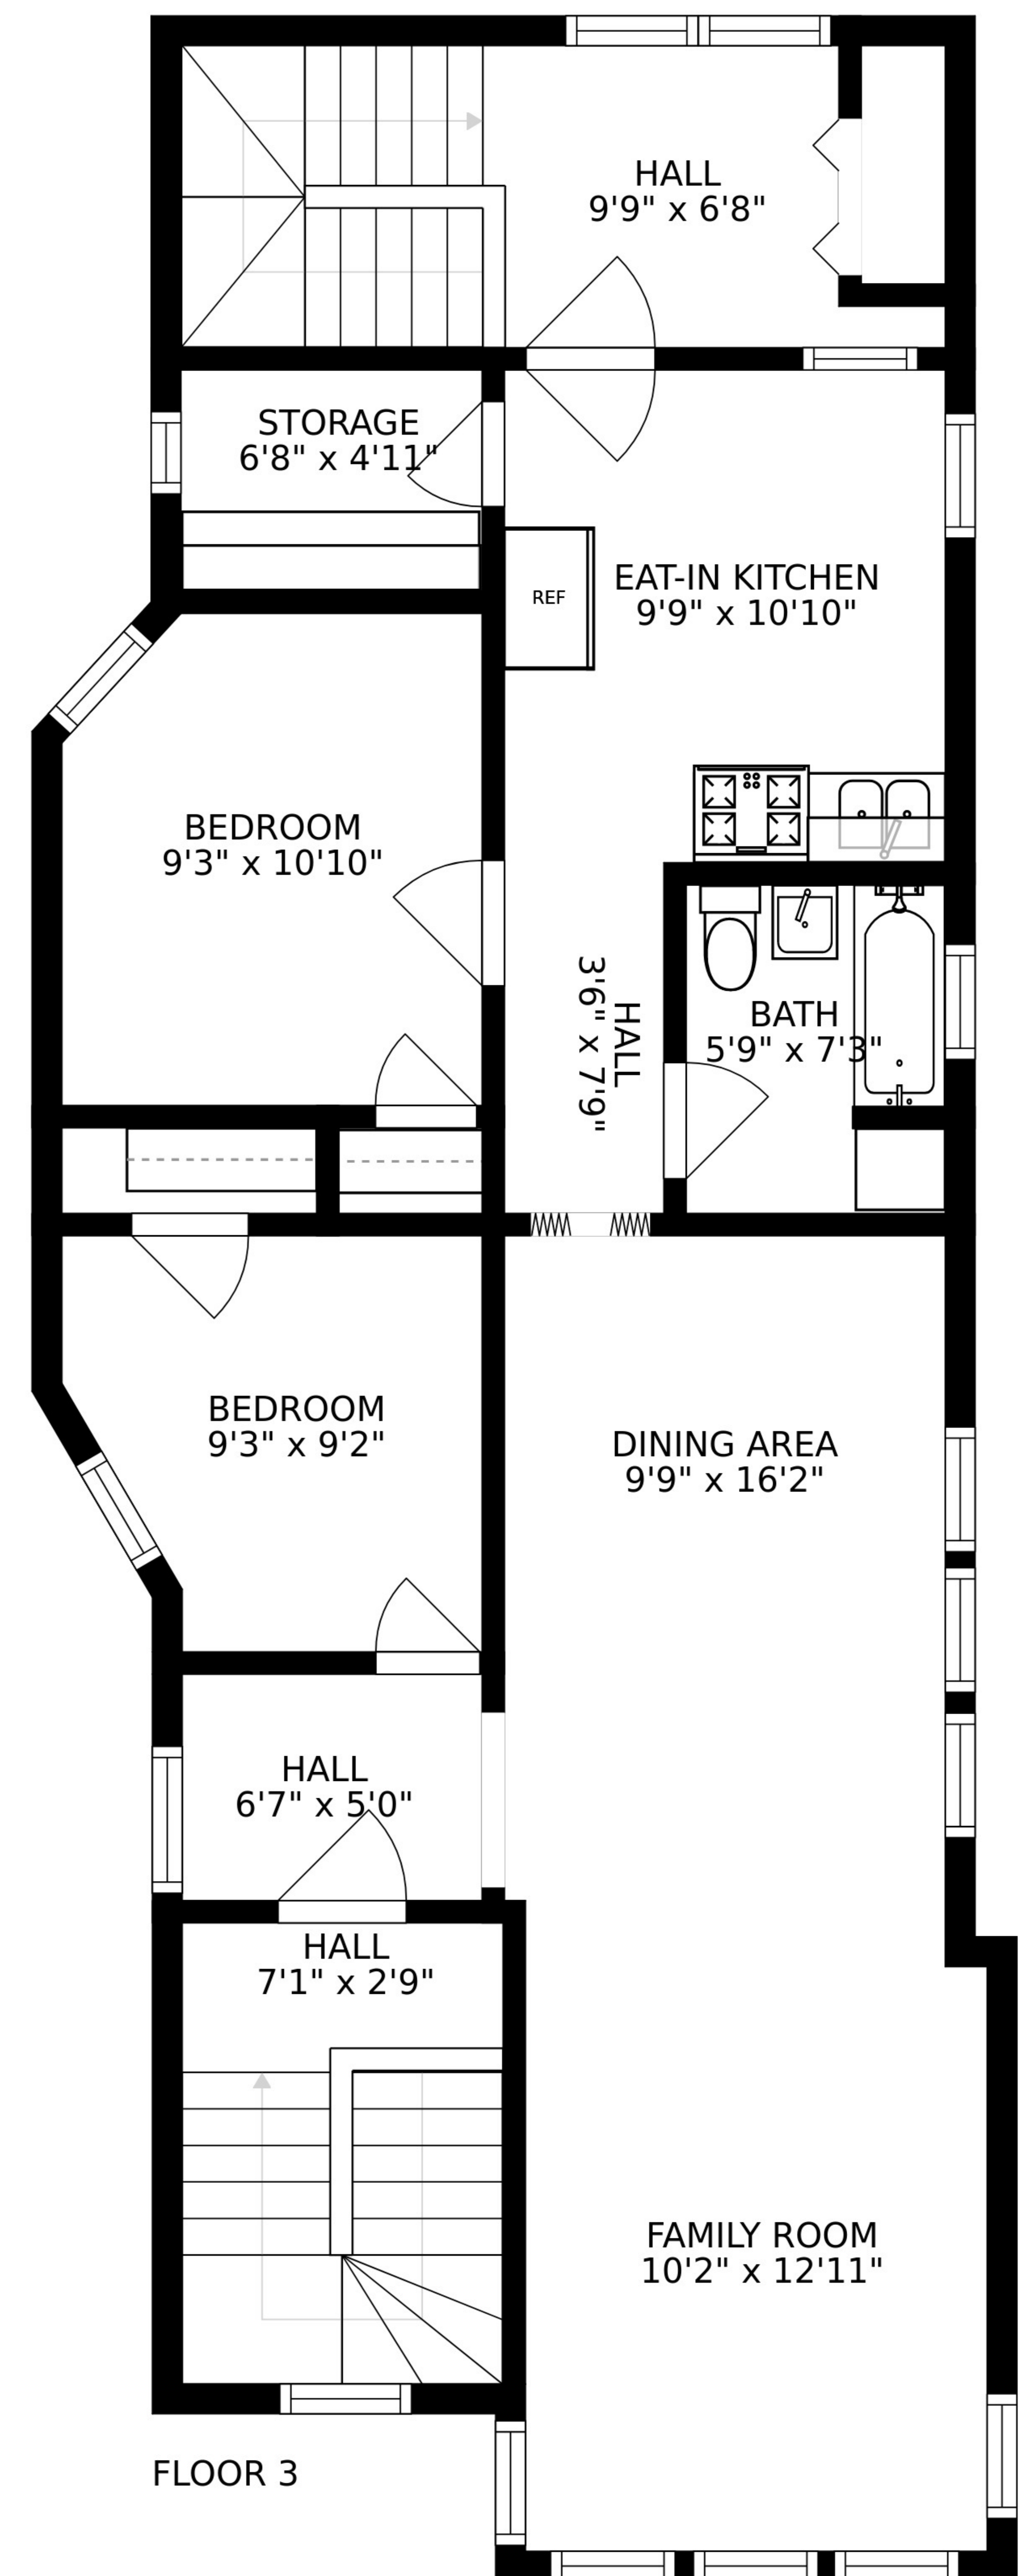 HALL
9'9" x 6'8"
STORAGE
6'8" x 4'11"
EAT-IN KITCHEN
9'9" x 10'10"
REF
BEDROOM
9'3" x 10'10"
HALL
3'6" x 7'9"
BATH
5'9" x 7'3"
BEDROOM
9'3" x 9'2"
DINING AREA
9'9" x 16'2"
HALL
6'7" x 5'0"
HALL
7'1" x 2'9"
FAMILY ROOM
10'2" x 12'11"
FLOOR 3